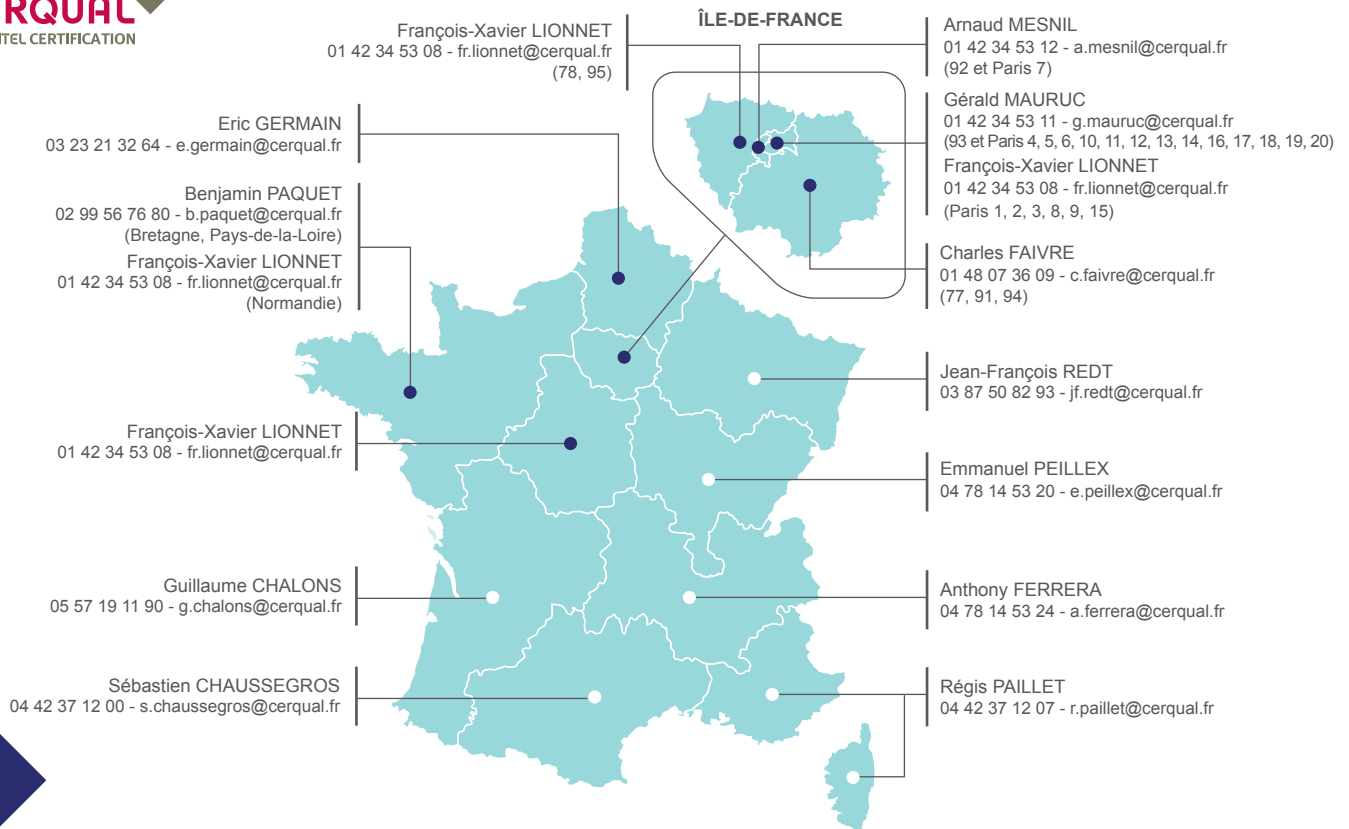 RQUAL
ITEL CERTIFICATION
François-Xavier LIONNET
01 42 34 53 08 - fr.lionnet@cerqual.fr
(78, 95)
ÎLE-DE-FRANCE
Arnaud MESNIL
01 42 34 53 12 - a.mesnil@cerqual.fr
(92 et Paris 7)
Gérald MAURUC
01 42 34 53 11 - g.mauruc@cerqual.fr
(93 et Paris 4, 5, 6, 10, 11, 12, 13, 14, 16, 17, 18, 19, 20)
François-Xavier LIONNET
01 42 34 53 08 - fr.lionnet@cerqual.fr
(Paris 1, 2, 3, 8, 9, 15)
Charles FAIVRE
01 48 07 36 09 - c.faivre@cerqual.fr
(77, 91, 94)
Eric GERMAIN
03 23 21 32 64 - e.germain@cerqual.fr
Benjamin PAQUET
02 99 56 76 80 - b.paquet@cerqual.fr
(Bretagne, Pays-de-la-Loire)
François-Xavier LIONNET
01 42 34 53 08 - fr.lionnet@cerqual.fr
(Normandie)
Jean-François REDT
03 87 50 82 93 - jf.redt@cerqual.fr
François-Xavier LIONNET
01 42 34 53 08 - fr.lionnet@cerqual.fr
Emmanuel PEILLEX
04 78 14 53 20 - e.peillex@cerqual.fr
Guillaume CHALONS
05 57 19 11 90 - g.chalons@cerqual.fr
Anthony FERRERA
04 78 14 53 24 - a.ferrera@cerqual.fr
Sébastien CHAUSSEGROS
04 42 37 12 00 - s.chaussegros@cerqual.fr
Régis PAILLET
04 42 37 12 07 - r.paillet@cerqual.fr